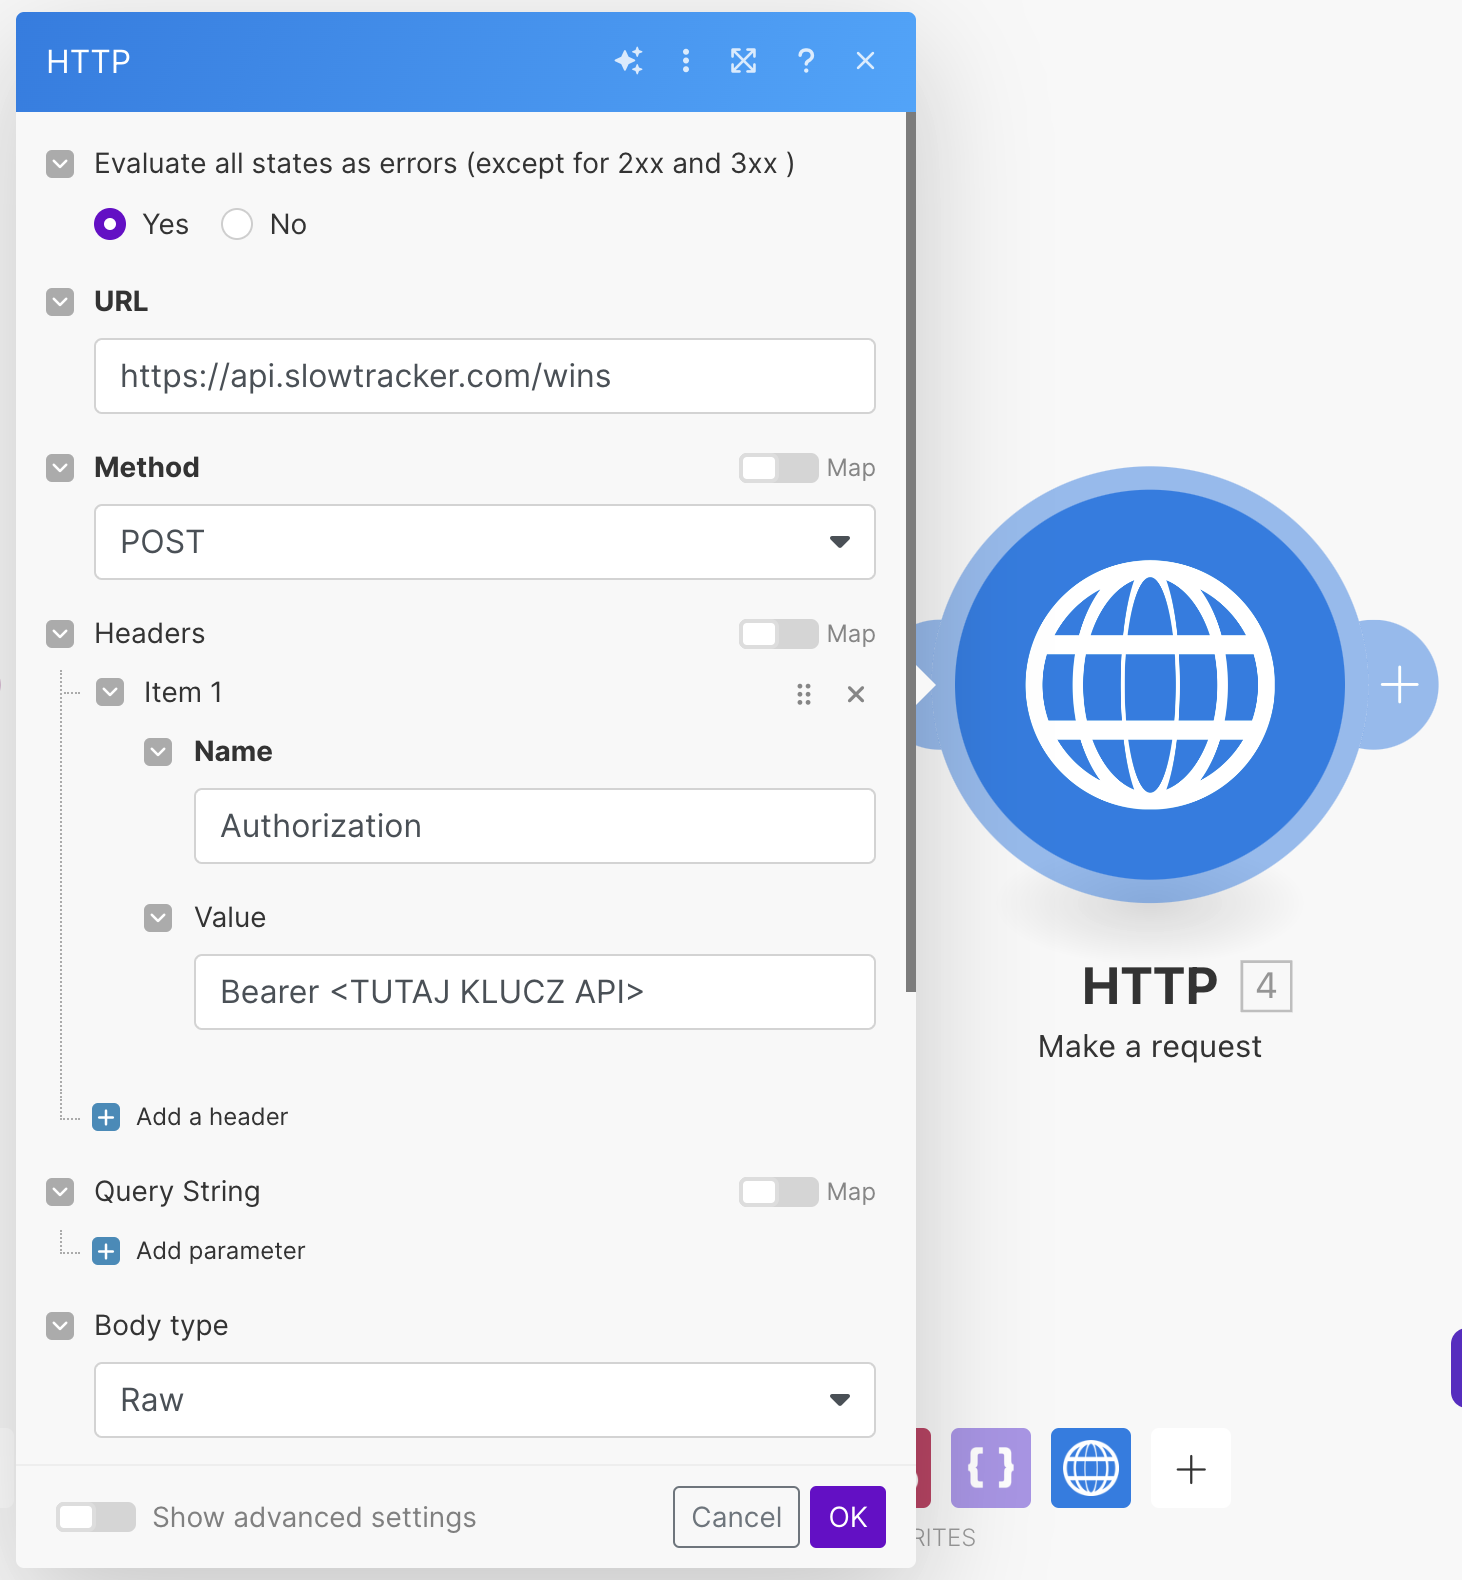 HTTP
Evaluate all states as errors (except for 2xx and 3xx )
Yes No
URL
https://api.slowtracker.com/wins
Method Map
POST
Headers Map
Item 1
Name
Authorization
Value
Bearer <TUTAJ KLUCZ API>
Add a header
Query String Map
Add parameter
Body type
Raw
Show advanced settings Cancel OK
HTTP 4
Make a request
RITES